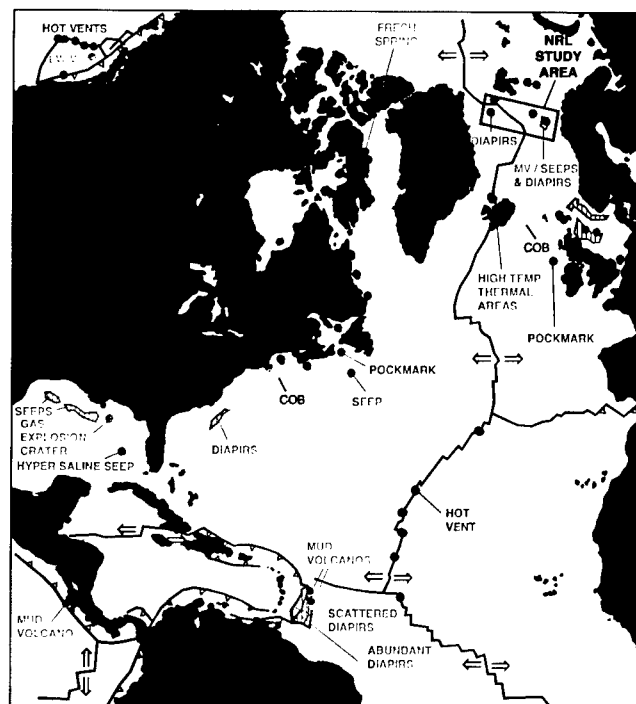 HOT VENTS
FRESH
SPRING
NRL
STUDY
AREA
DIAPIRS
MV / SEEPS
& DIAPIRS
COB
HIGH TEMP
THERMAL
AREAS
POCKMARK
POCKMARK
COB
SEEP
SEEPS
GAS
EXPLOSION
CRATER
HYPER SALINE SEEP
DIAPIRS
HOT
VENT
MUD
VOLCANOS
MUD
VOLCANO
SCATTERED
DIAPIRS
ABUNDANT
DIAPIRS